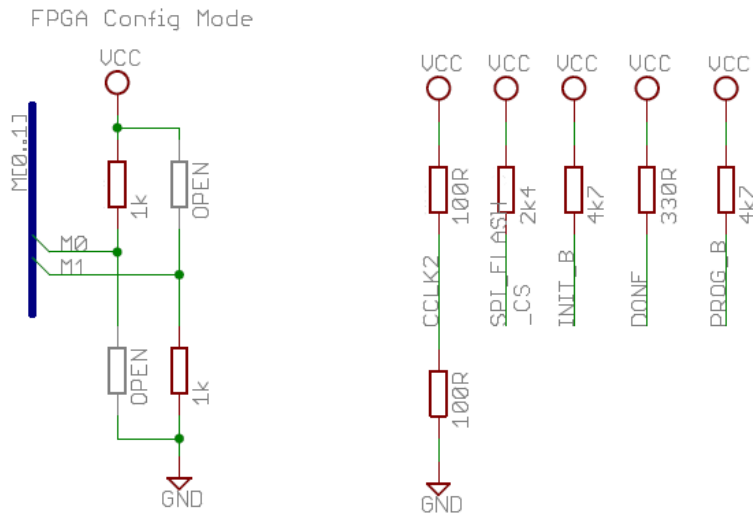 FPGA Config Mode
VCC
VCC
VCC
VCC
VCC
VCC
M[0..1]
1k
OPEN
100R
2k4
4k7
330R
4k7
M0
M1
CCLK2
SPI_FLASH
_CS
INIT_B
DONE
PROG_B
OPEN
1k
100R
GND
GND